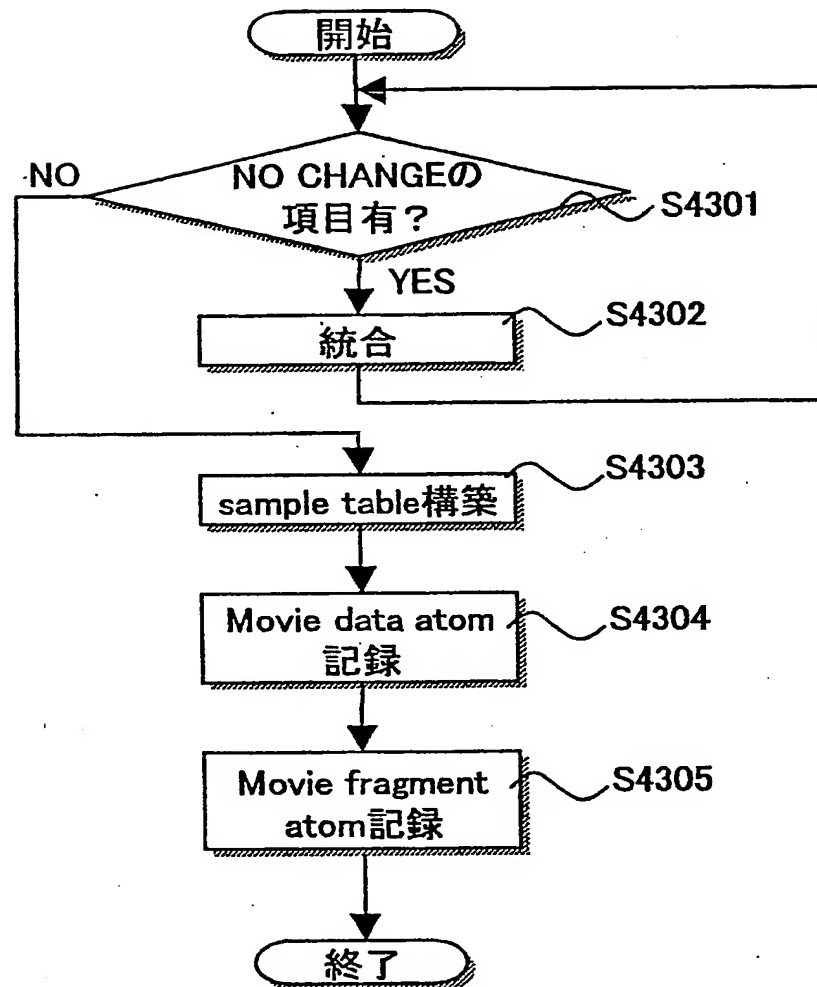 開始
NO
NO CHANGEの
項目有?
S4301
YES
統合
S4302
sample table構築
S4303
Movie data atom
記録
S4304
Movie fragment
atom記録
S4305
終了